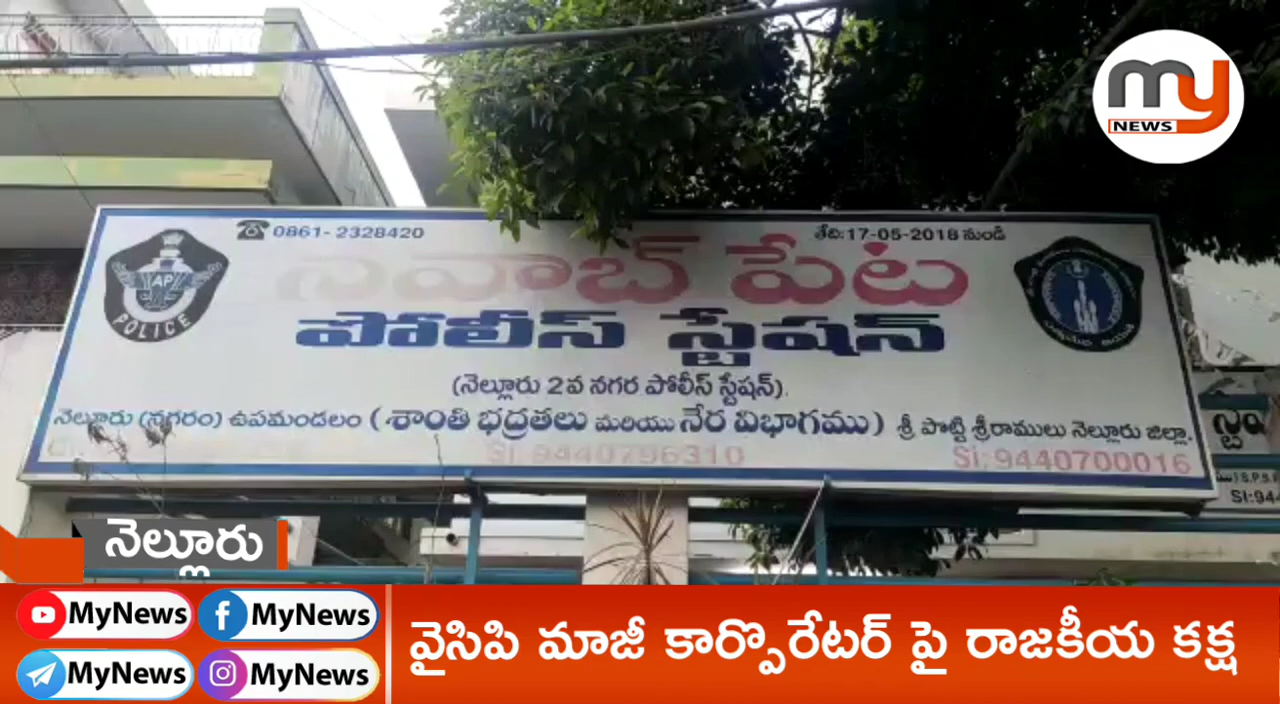 my
NEWS
0861- 2328420
తేది:17-05-2018 నుండి
నవాబ్ పేట
AP
POLICE
పోలీస్ స్టేషన్
(నెల్లూరు 2వ నగర పోలీస్ స్టేషన్).
నెల్లూరు (నగరం) ఉపమండలం (శాంతి భద్రతలు మరియు నేర విభాగము) శ్రీ పొట్టి శ్రీరాములు నెల్లూరు జిల్లా.
SI: 9440796310
Si: 9440700016
నెల్లూరు
MyNews
MyNews
MyNews
MyNews
వైసిపి మాజీ కార్పొరేటర్ పై రాజకీయ కక్ష